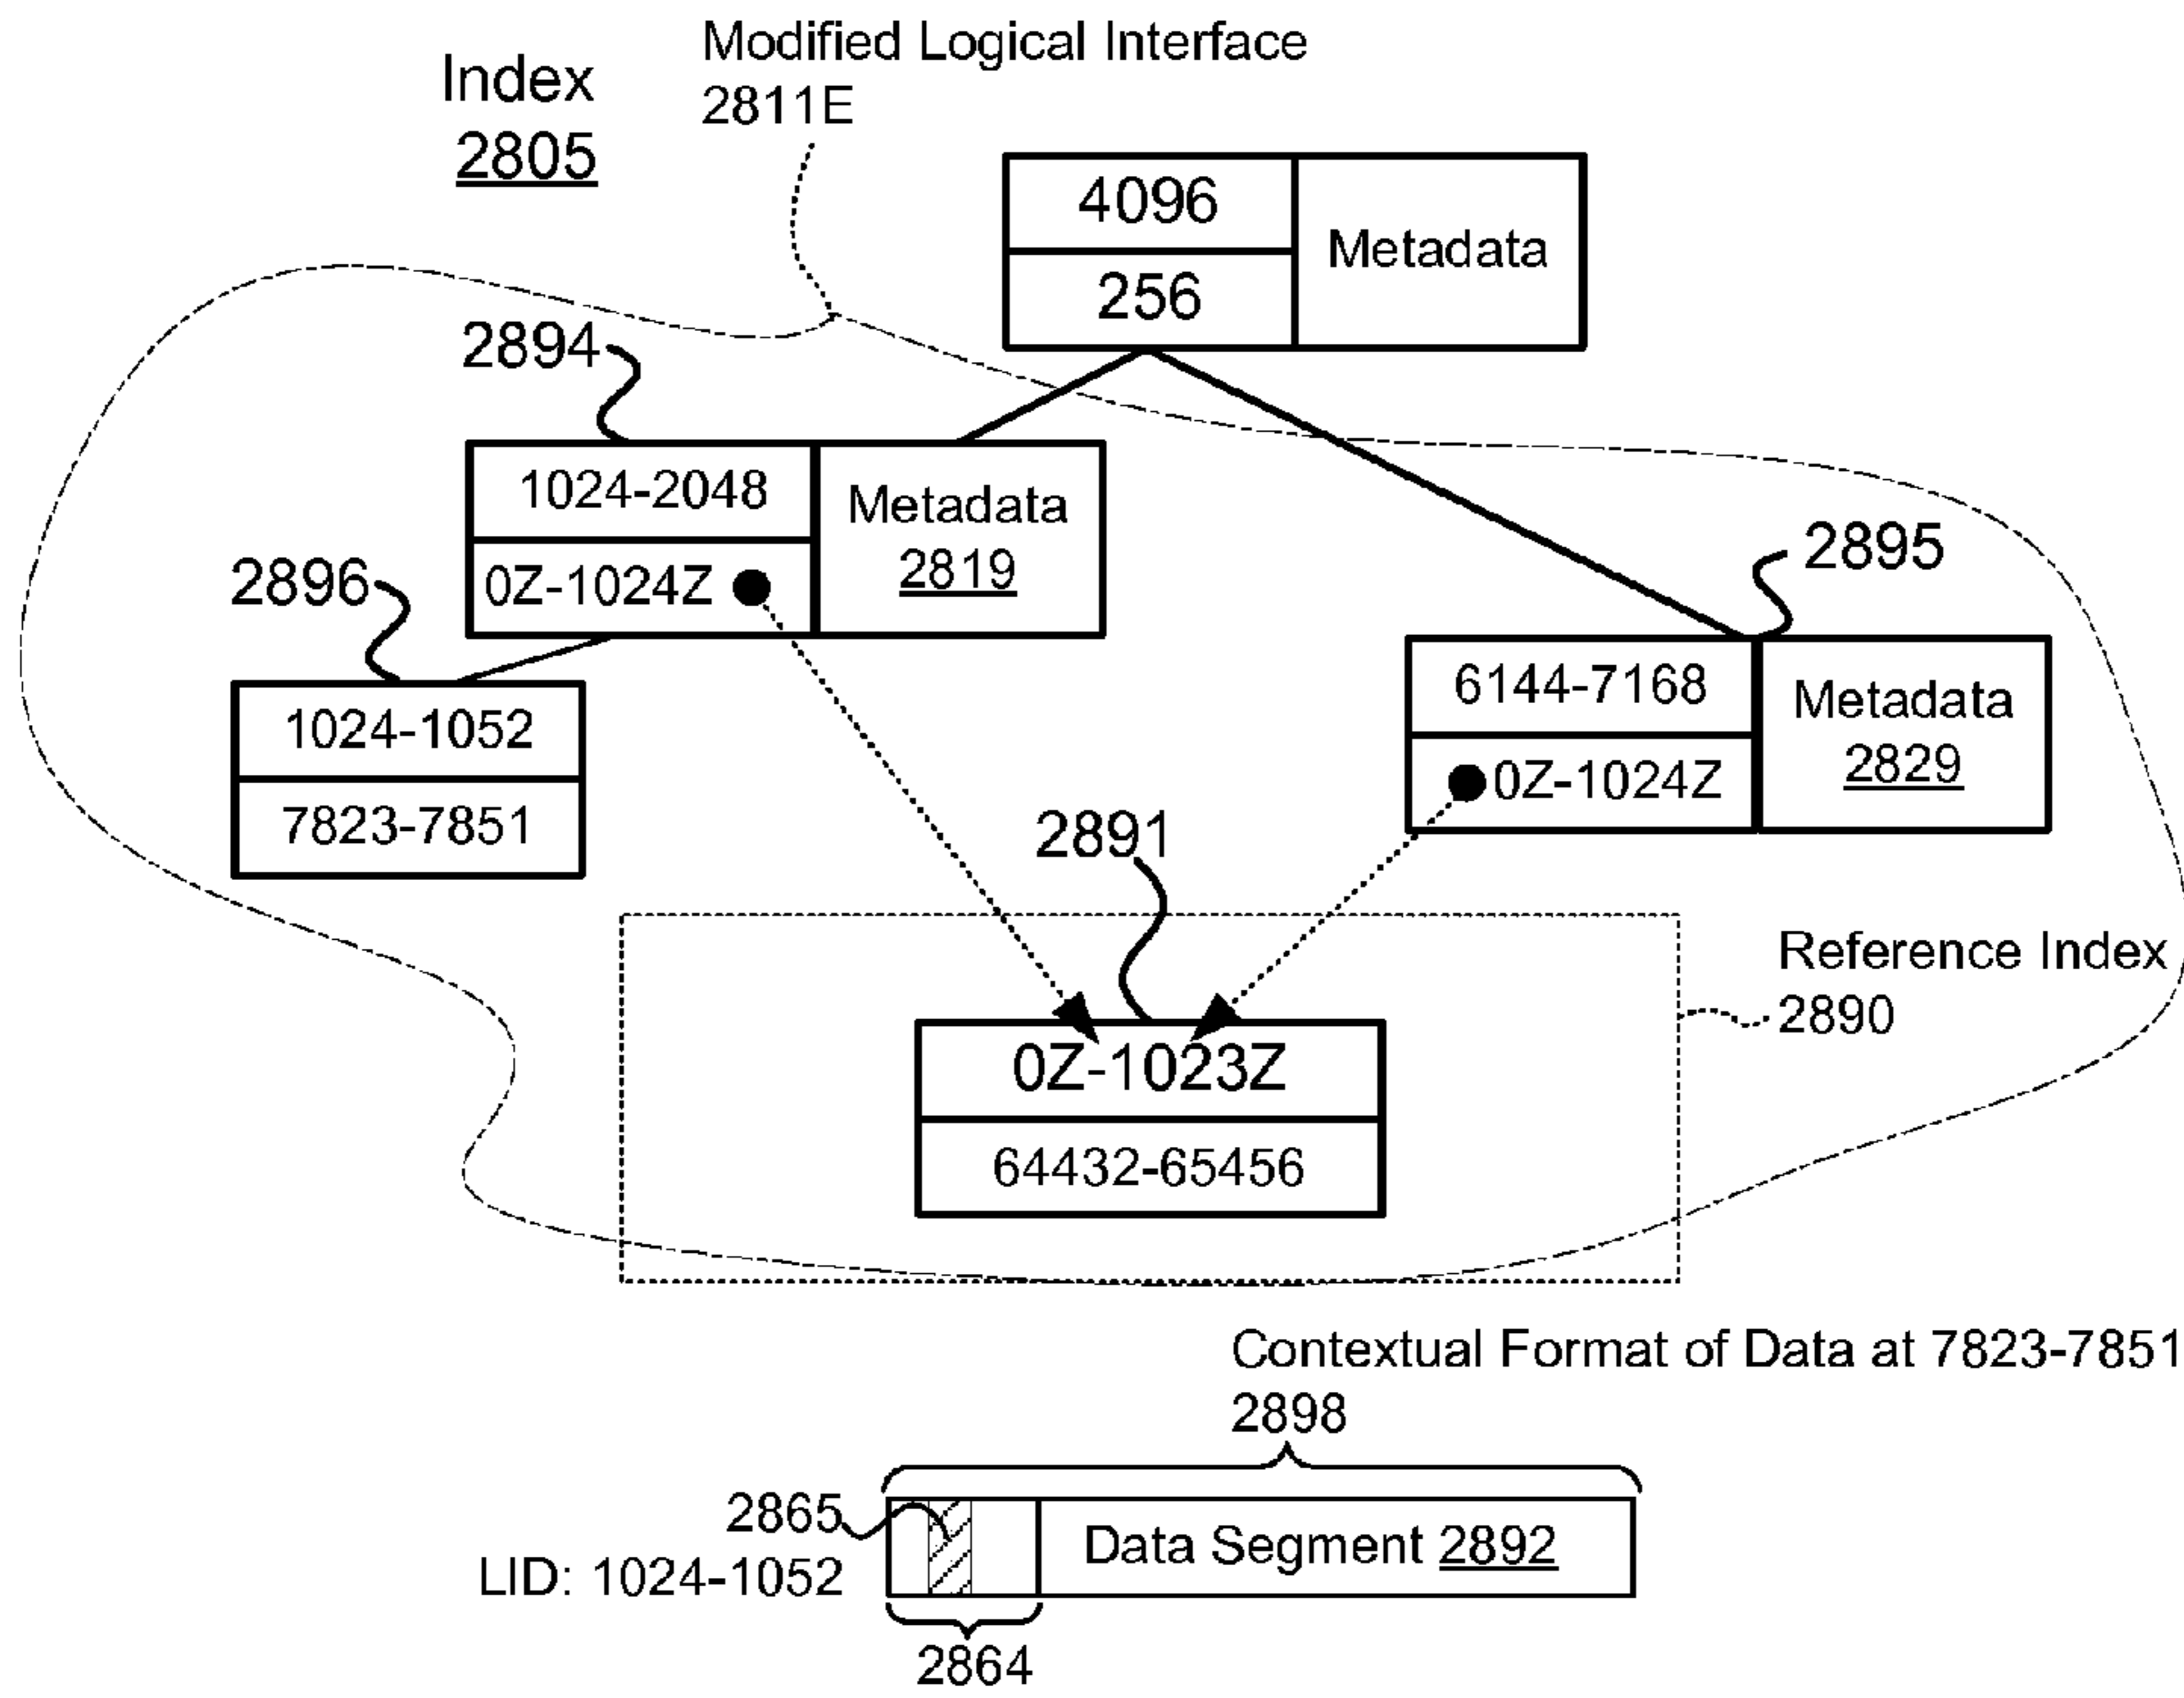 Modified Logical Interface
2811E
Index
2805
4096
256
Metadata
2894
1024-2048
0Z-1024Z
Metadata
2819
2896
1024-1052
7823-7851
2895
6144-7168
0Z-1024Z
Metadata
2829
2891
Reference Index
2890
0Z-1023Z
64432-65456
Contextual Format of Data at 7823-7851
2898
2865
LID: 1024-1052
Data Segment 2892
2864